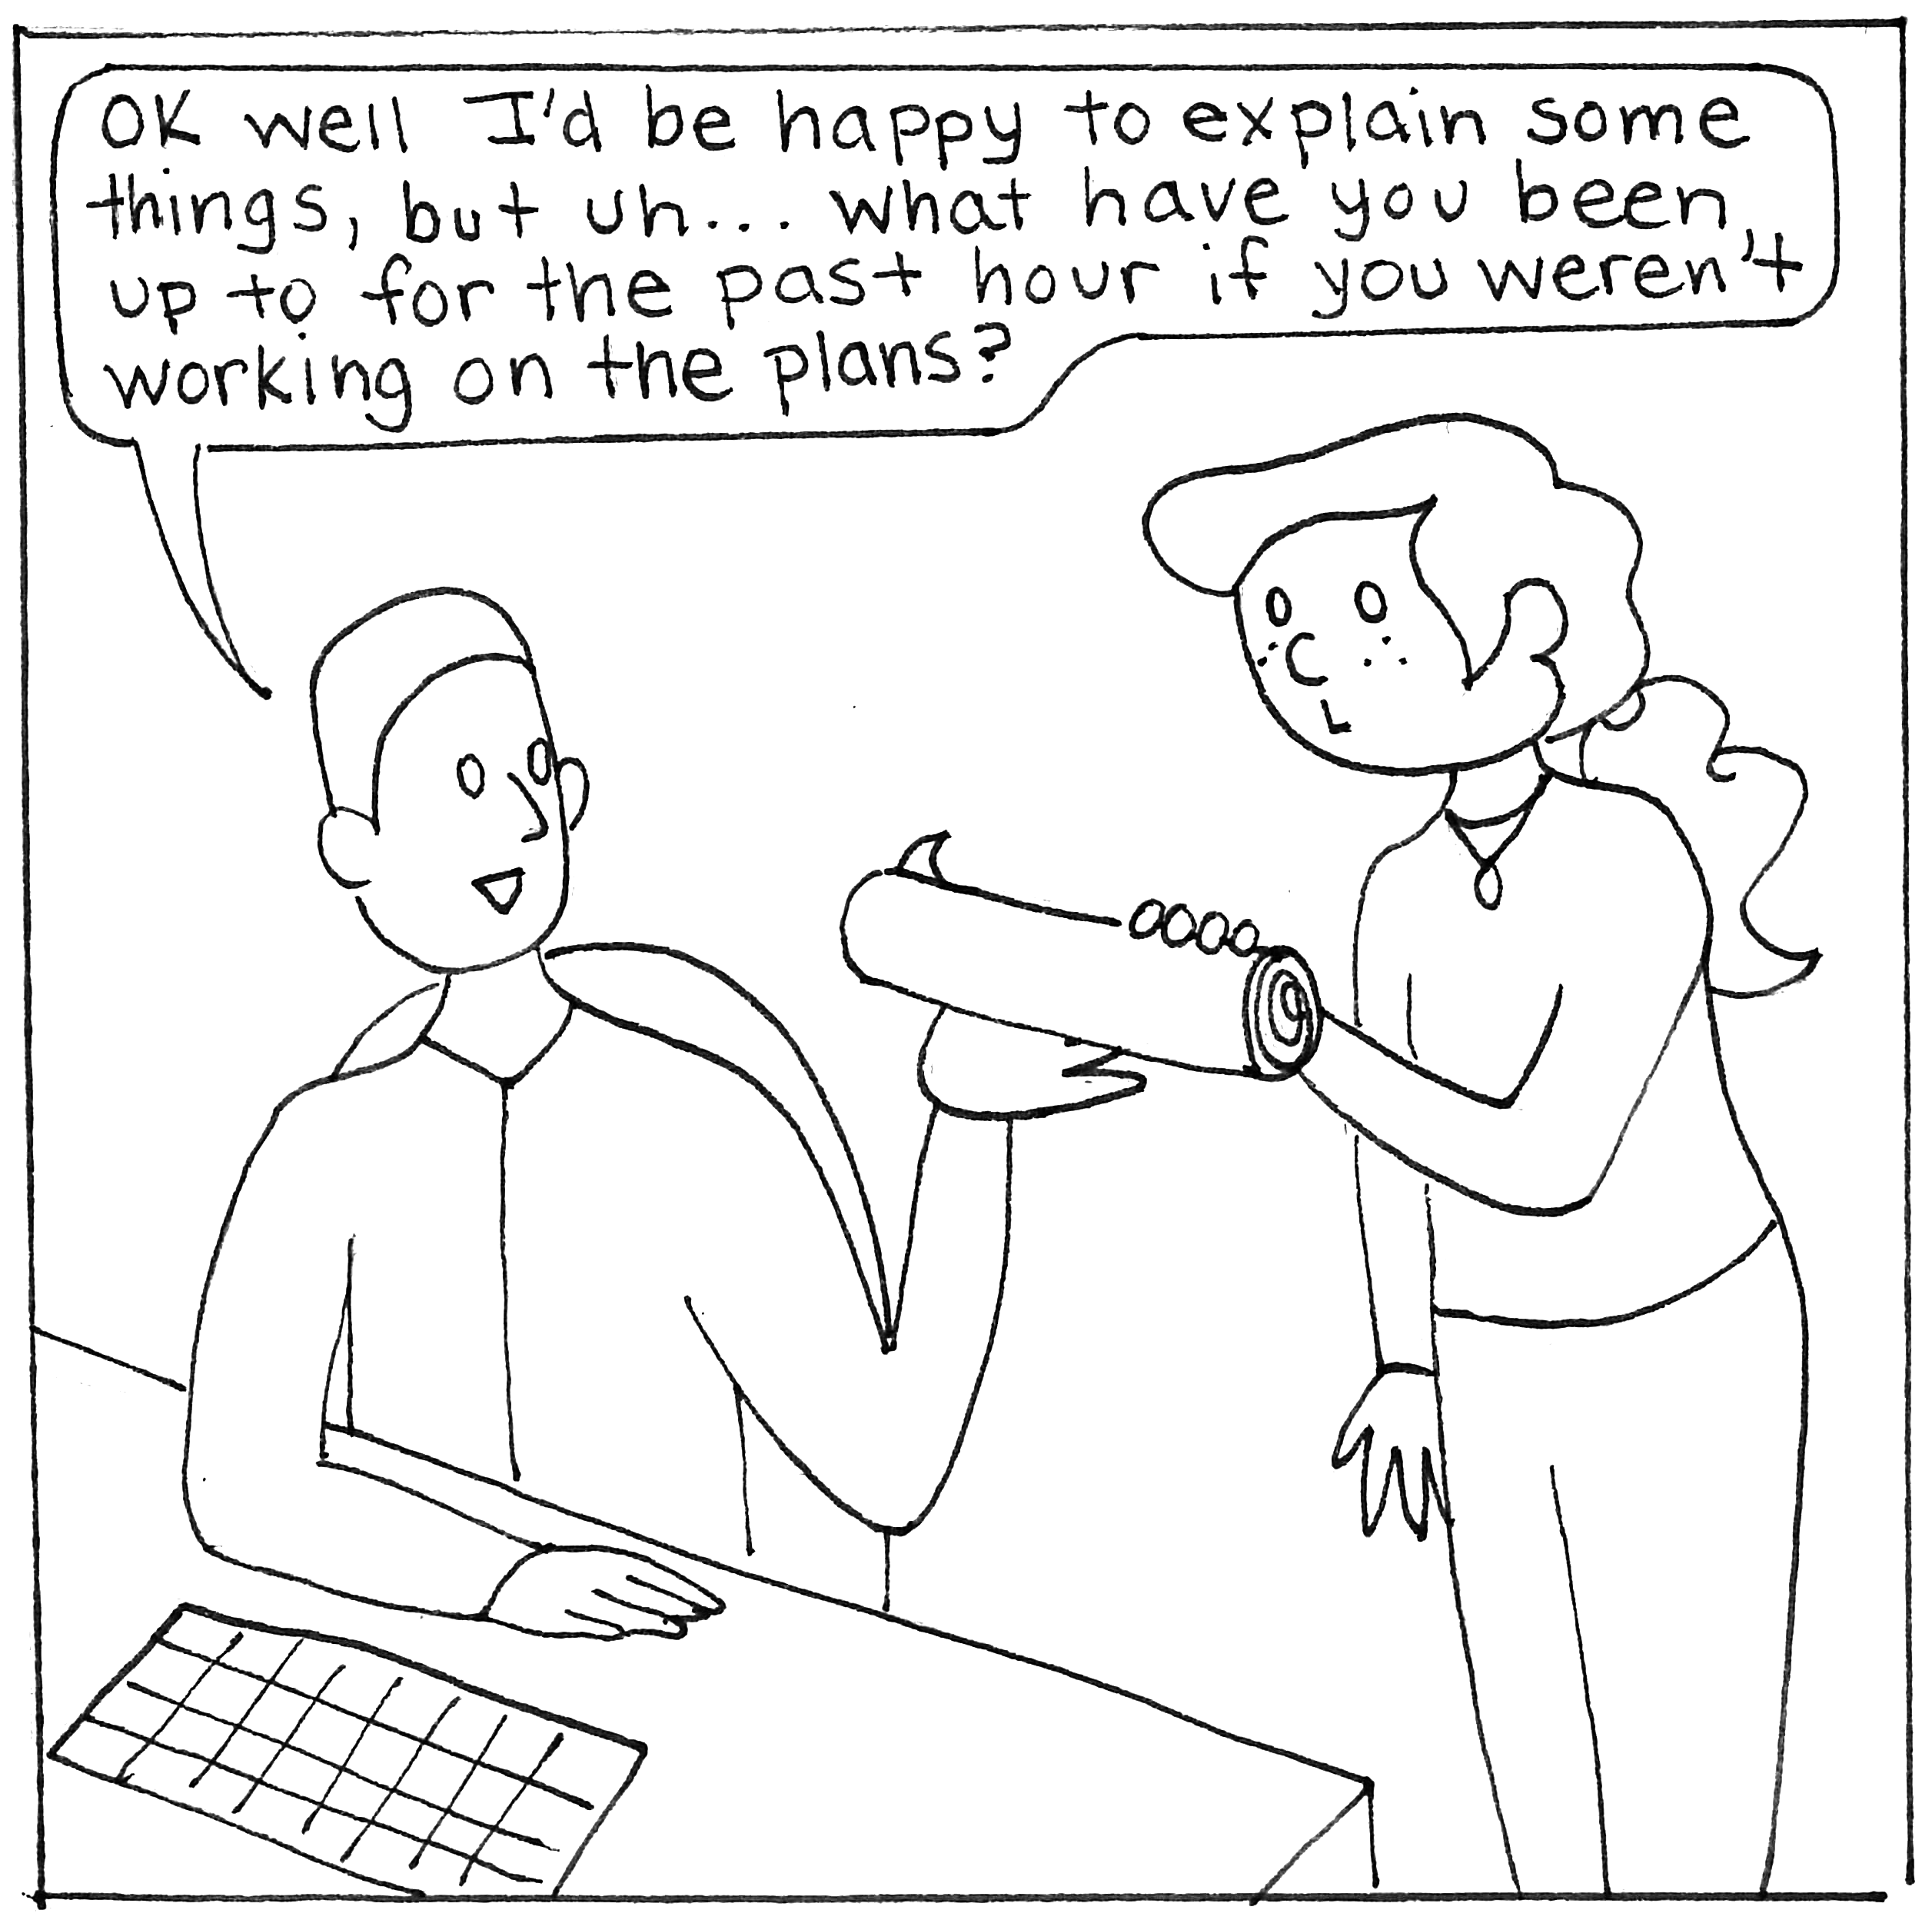 OK well I'd be happy to explain some
things, but uh... what have you been
up to for the past hour if you weren't
working on the plans?